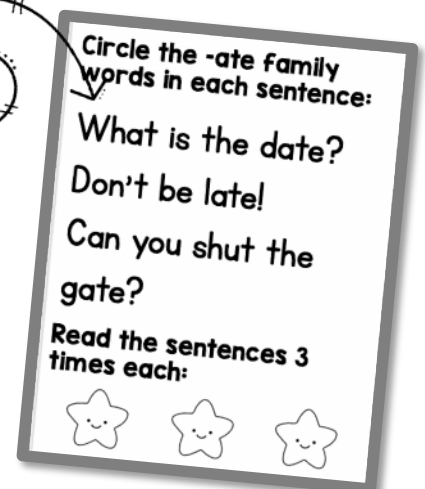 Circle the -ate family
words in each sentence:
What is the date?
Don't be late!
Can you shut the
gate?
Read the sentences 3
times each: